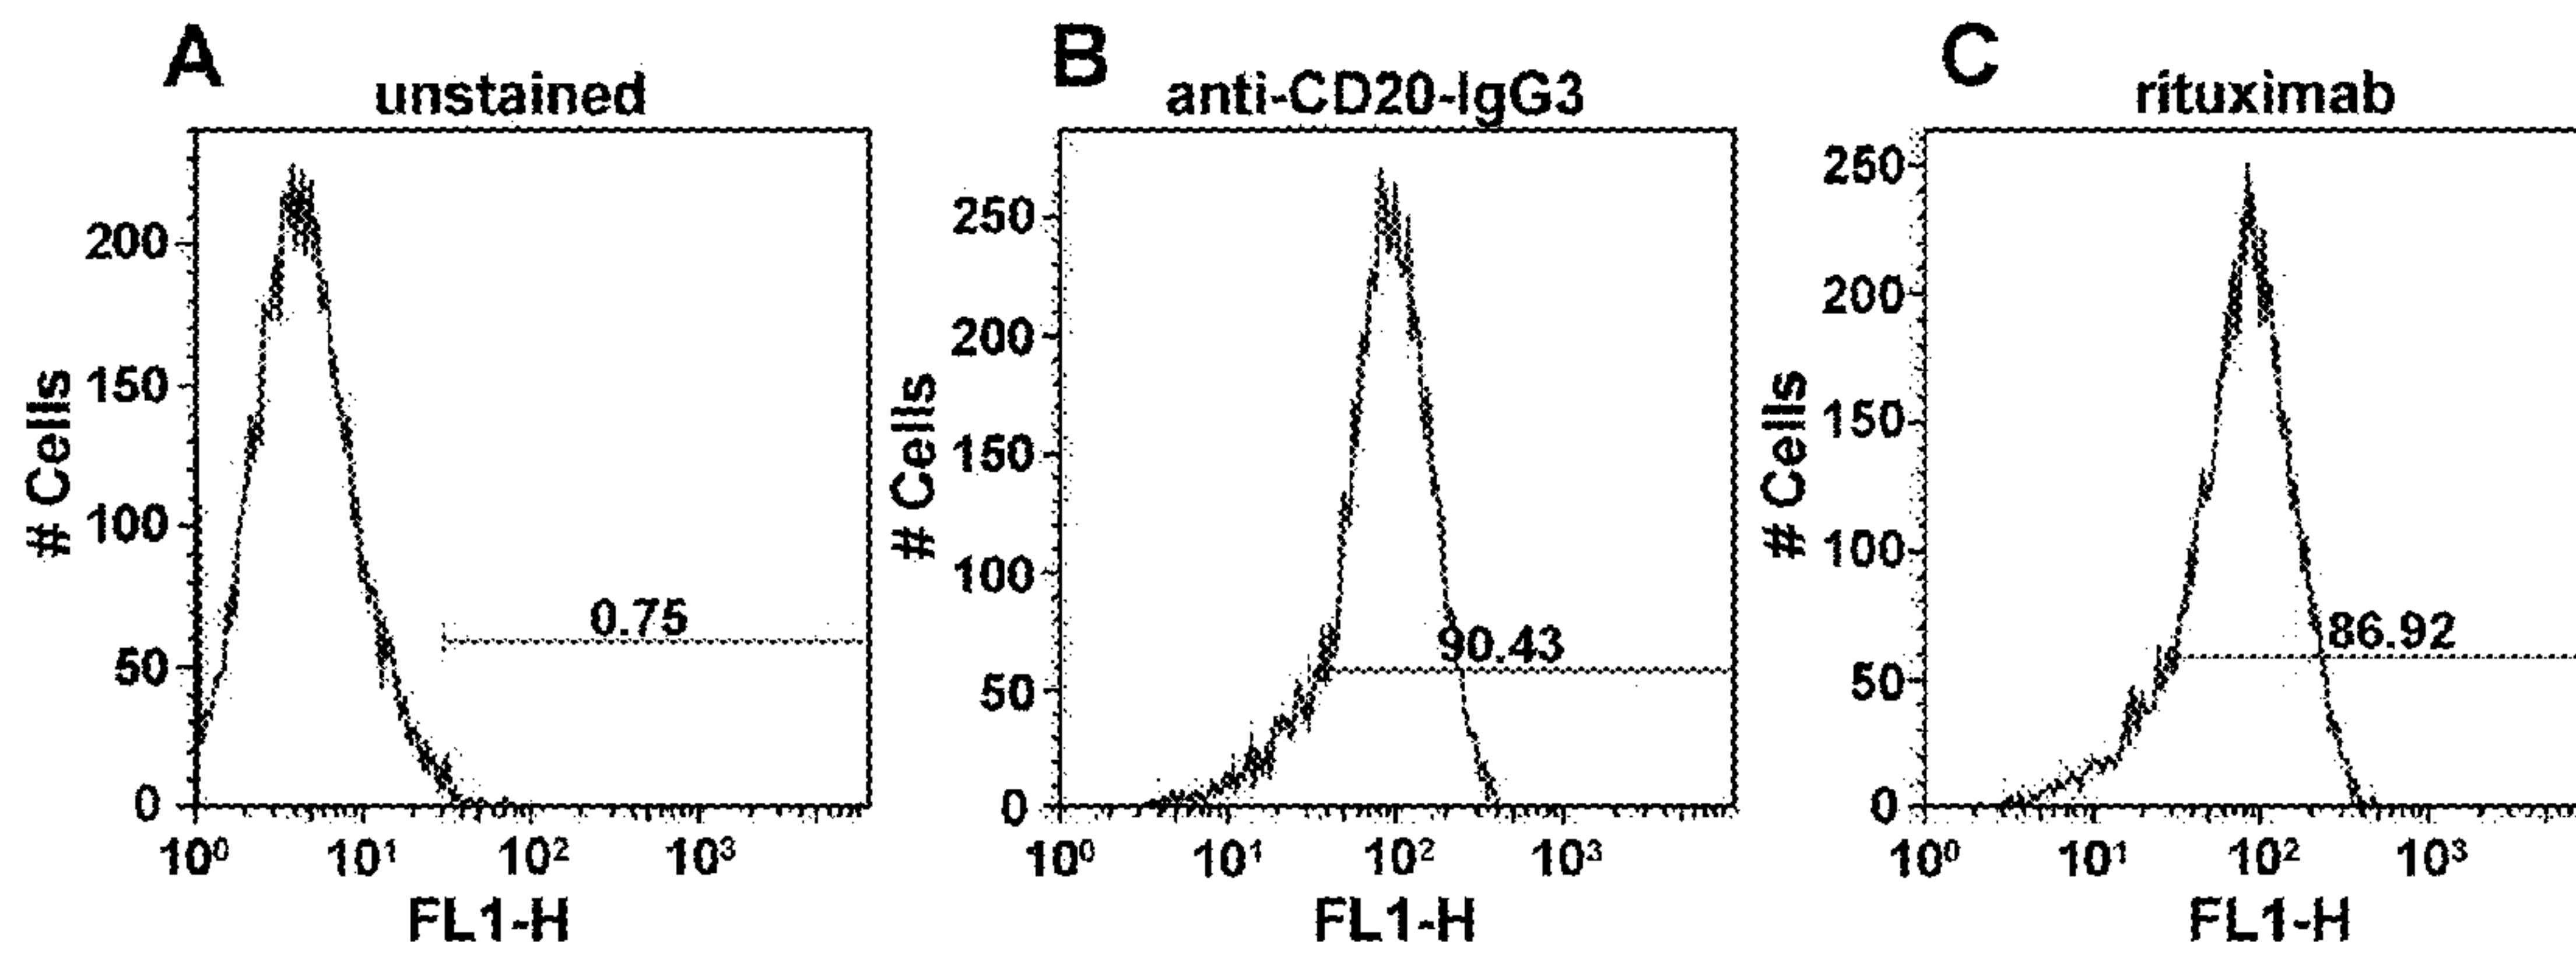 A
unstained
# Cells
200
150
100
50
0
0.75
10⁰ 10¹ 10² 10³
FL1-H
B
anti-CD20-IgG3
# Cells
250
200
150
100
50
0
90.43
10⁰ 10¹ 10² 10³
FL1-H
C
rituximab
# Cells
250
200
150
100
50
0
86.92
10⁰ 10¹ 10² 10³
FL1-H